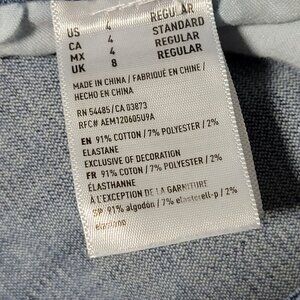 US 4 REGULAR
CA 4 STANDARD
MX 4 REGULAR
UK 8 Regular
MADE IN CHINA / FABRIQUÉ EN CHINE /
HECHO EN CHINA
RN 54485/CA 03873
RFC# AEM120605U9A
EN 91% COTTON / 7% POLYESTER / 2%
ELASTANE
EXCLUSIVE OF DECORATION
FR 91% COTON / 7% POLYESTER / 2%
ÉLASTHANNE
À L'EXCEPTION DE LA GARNITURE
SP 91% algodón / 7% elasterell-p / 2%
elastano